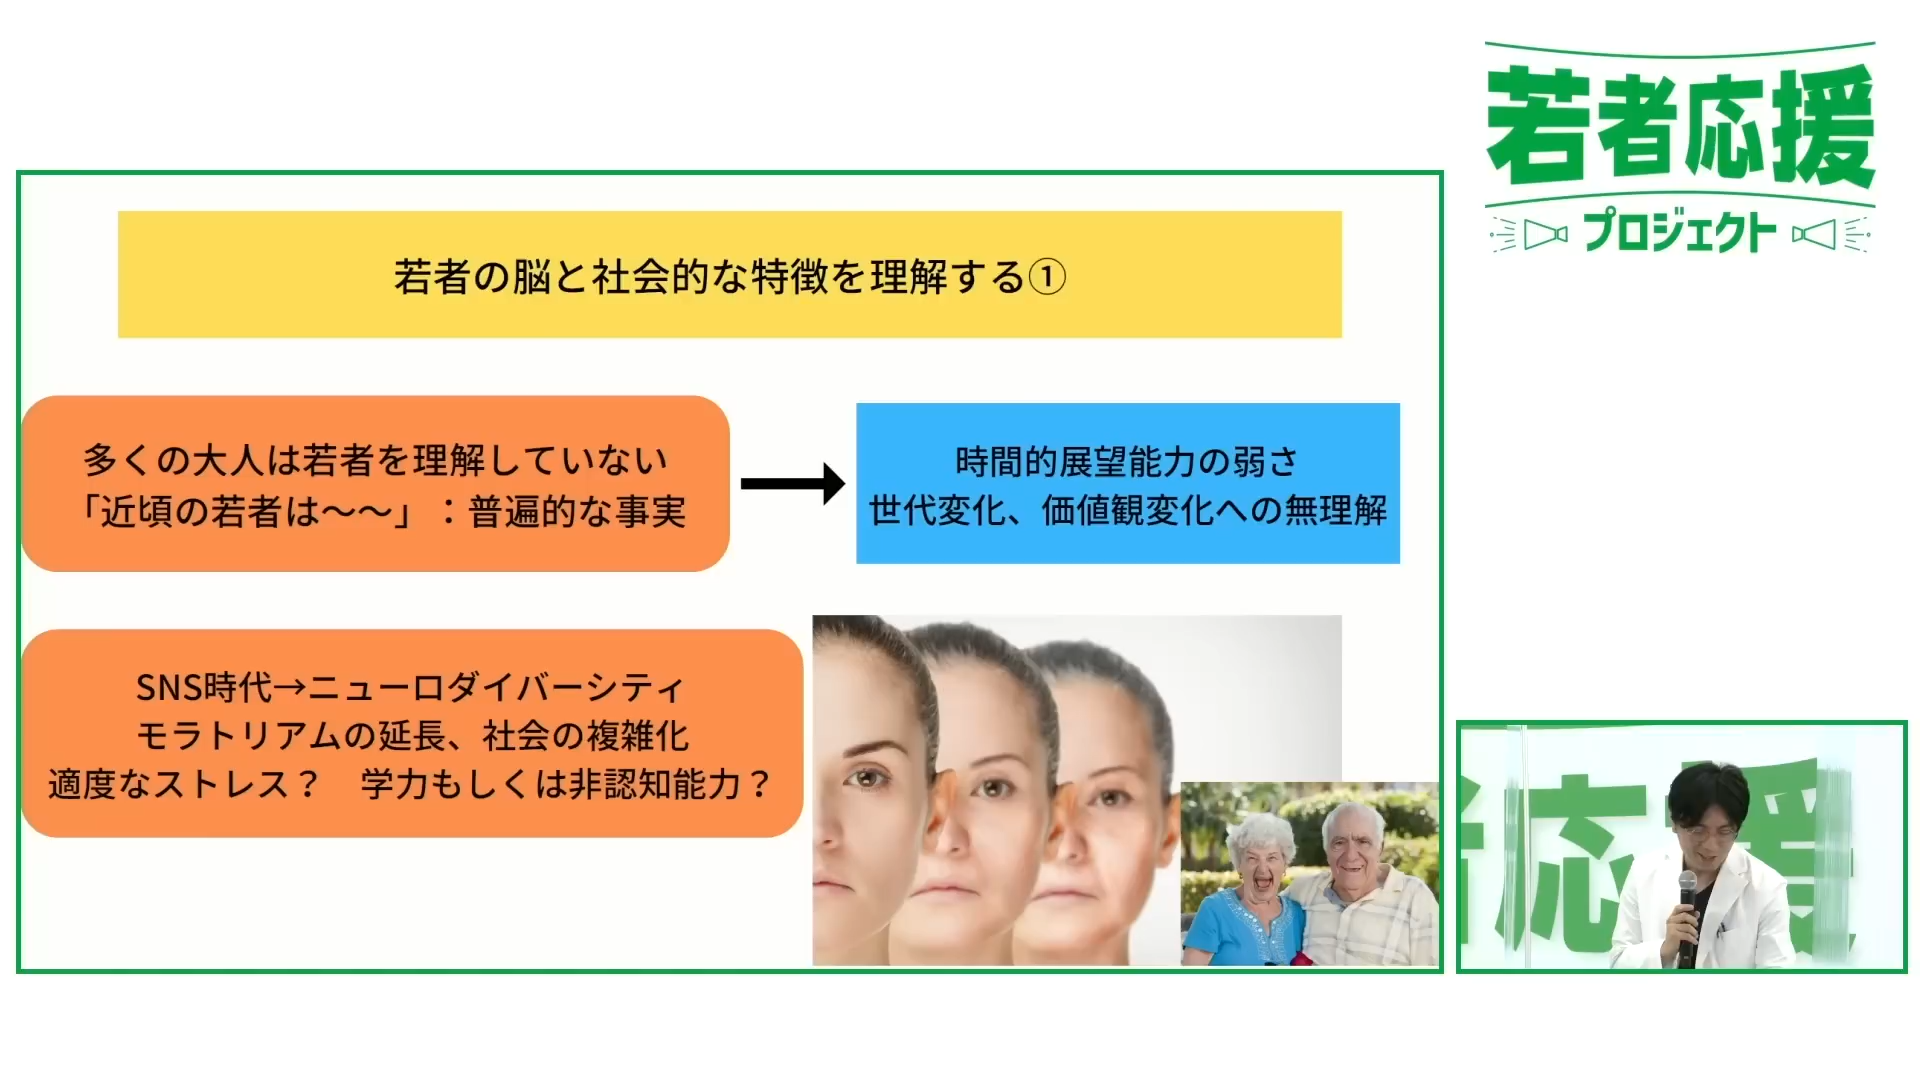 若者応援
プロジェクト
若者の脳と社会的な特徴を理解する①
多くの大人は若者を理解していない
「近頃の若者は〜〜」：普遍的な事実
時間的展望能力の弱さ
世代変化、価値観変化への無理解
SNS時代→ニューロダイバーシティ
モラトリアムの延長、社会の複雑化
適度なストレス？　学力もしくは非認知能力？
応援